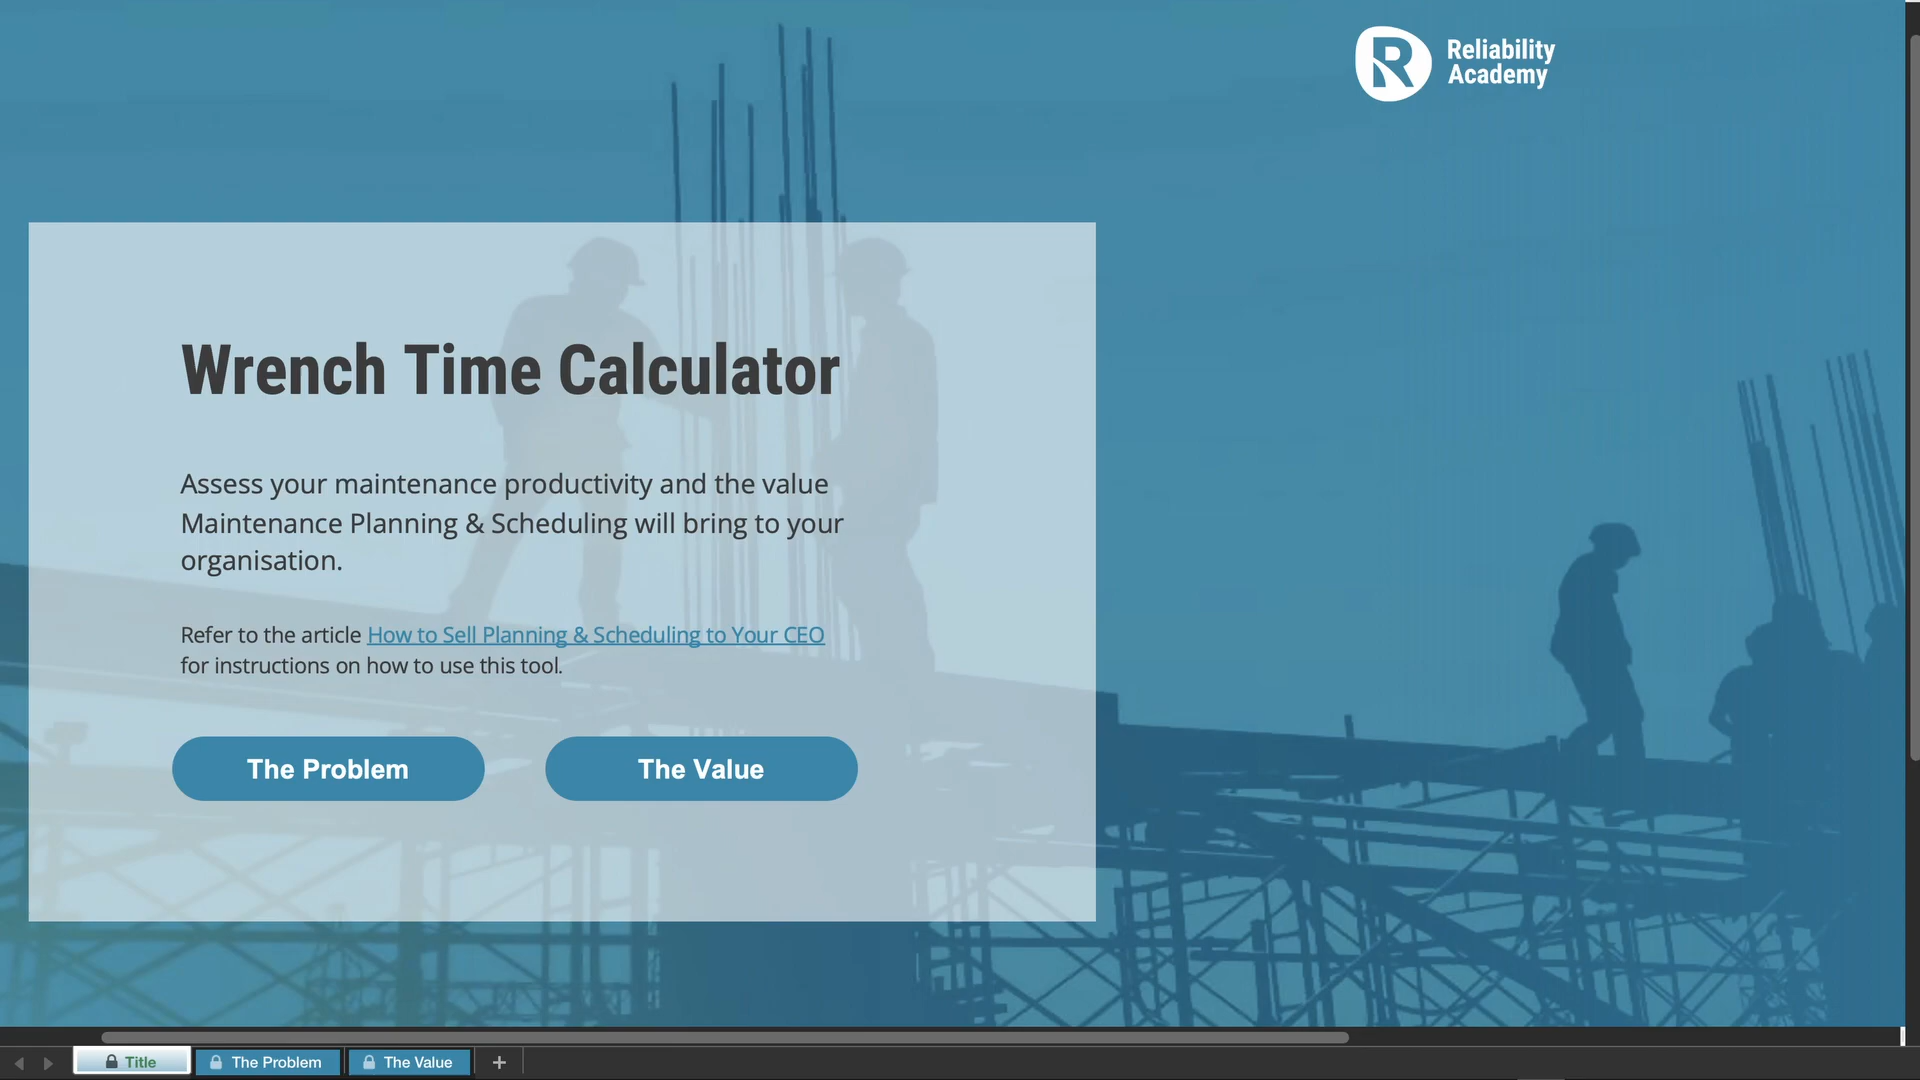 Reliability
Academy
Wrench Time Calculator
Assess your maintenance productivity and the value
Maintenance Planning & Scheduling will bring to your
organisation.
Refer to the article How to Sell Planning & Scheduling to Your CEO
for instructions on how to use this tool.
The Problem
The Value
Title
The Problem
The Value